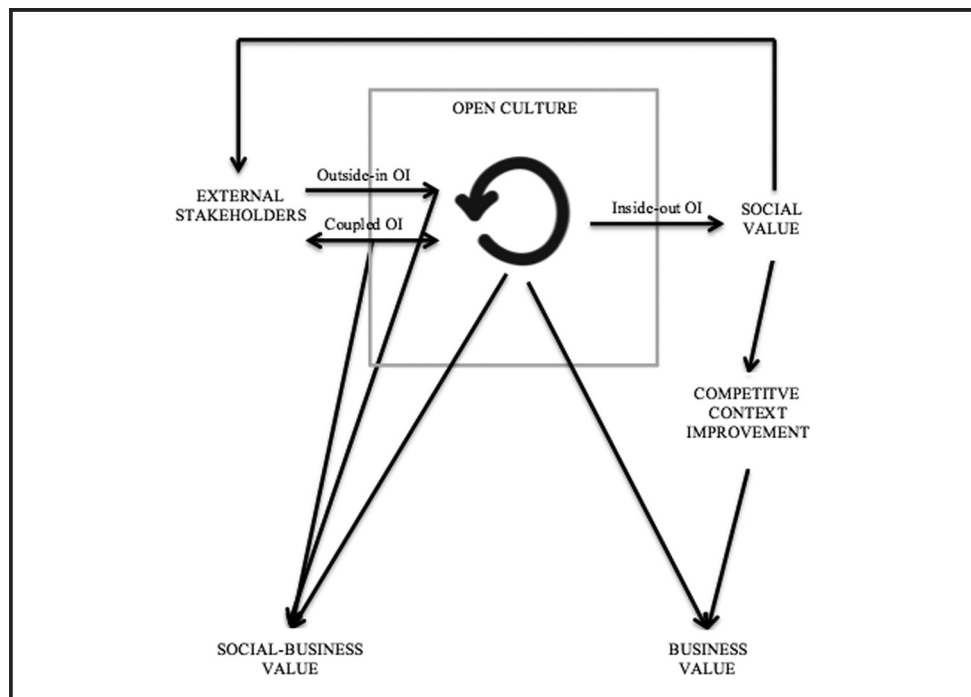 OPEN CULTURE
Outside-in OI
EXTERNAL
STAKEHOLDERS
Coupled OI
Inside-out OI
SOCIAL
VALUE
COMPETITVE
CONTEXT
IMPROVEMENT
SOCIAL-BUSINESS
VALUE
BUSINESS
VALUE